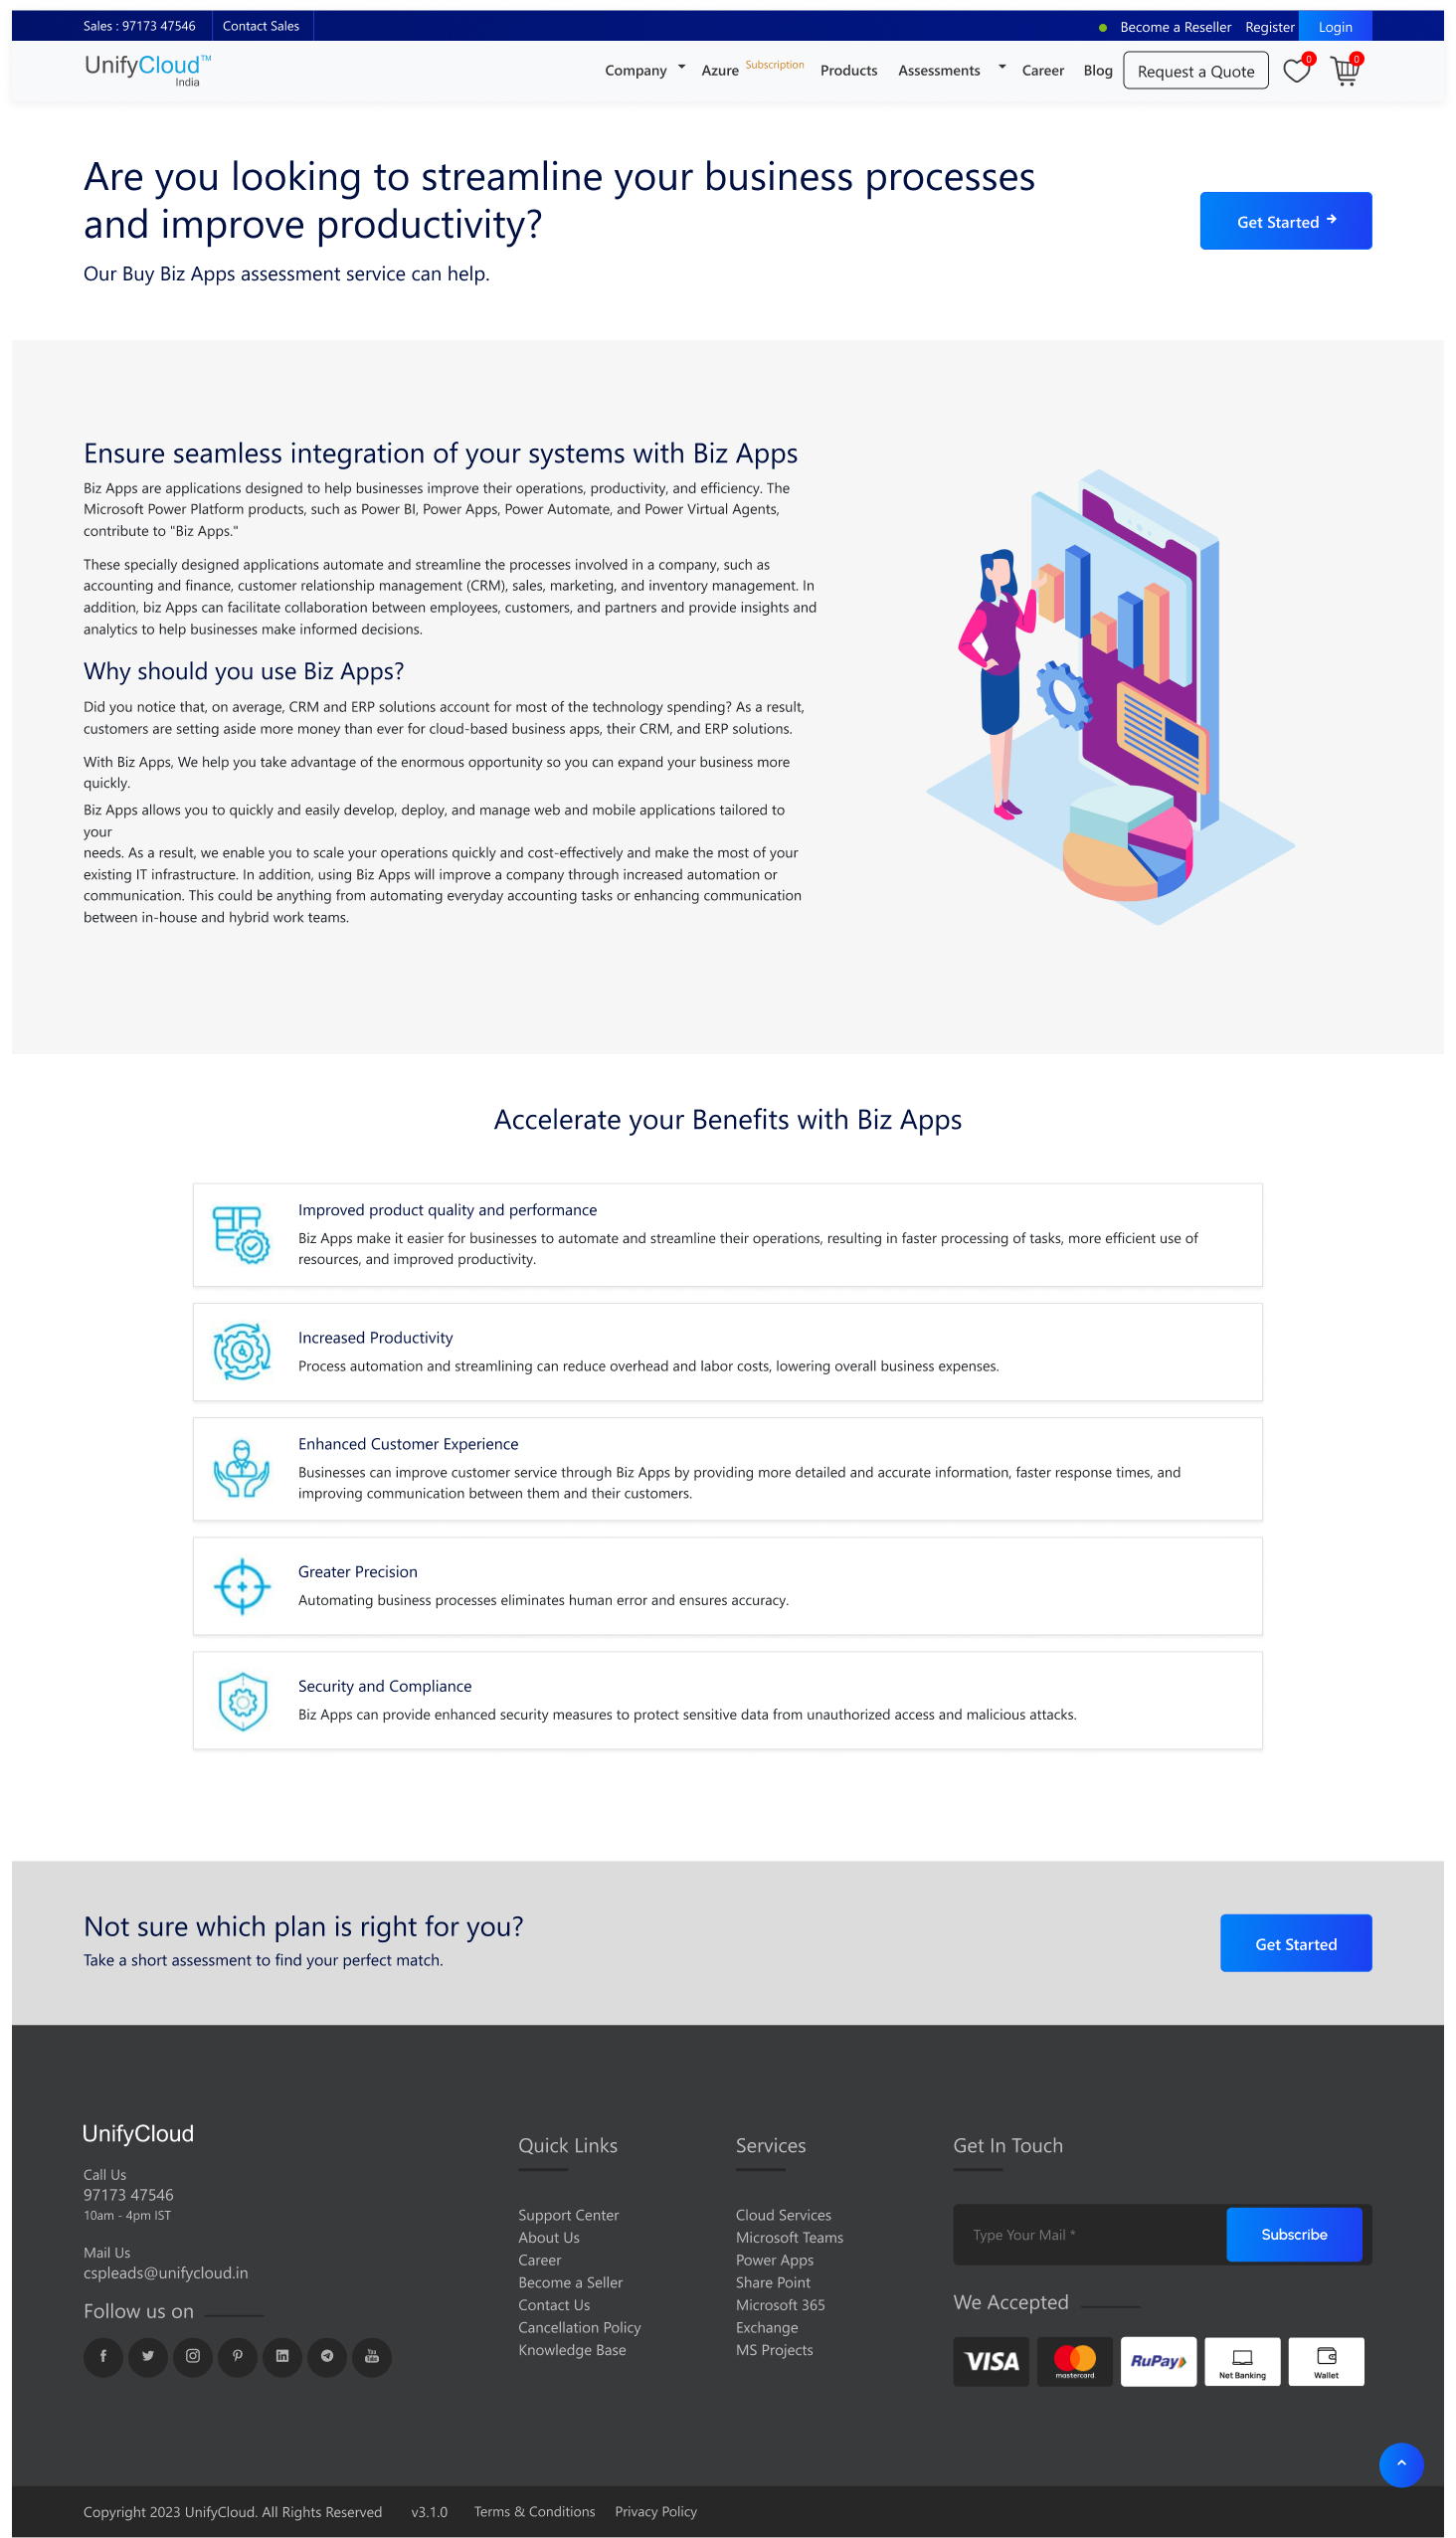 Sales : 97173 47546 Contact Sales Become a Reseller Register Login
UnifyCloud™
India
Company Azure Subscription Products Assessments Career Blog Request a Quote 0 0
Are you looking to streamline your business processes
and improve productivity?
Our Buy Biz Apps assessment service can help.
Get Started
Ensure seamless integration of your systems with Biz Apps
Biz Apps are applications designed to help businesses improve their operations, productivity, and efficiency. The
Microsoft Power Platform products, such as Power BI, Power Apps, Power Automate, and Power Virtual Agents,
contribute to "Biz Apps."
These specially designed applications automate and streamline the processes involved in a company, such as
accounting and finance, customer relationship management (CRM), sales, marketing, and inventory management. In
addition, biz Apps can facilitate collaboration between employees, customers, and partners and provide insights and
analytics to help businesses make informed decisions.
Why should you use Biz Apps?
Did you notice that, on average, CRM and ERP solutions account for most of the technology spending? As a result,
customers are setting aside more money than ever for cloud-based business apps, their CRM, and ERP solutions.
With Biz Apps, We help you take advantage of the enormous opportunity so you can expand your business more
quickly.
Biz Apps allows you to quickly and easily develop, deploy, and manage web and mobile applications tailored to
your
needs. As a result, we enable you to scale your operations quickly and cost-effectively and make the most of your
existing IT infrastructure. In addition, using Biz Apps will improve a company through increased automation or
communication. This could be anything from automating everyday accounting tasks or enhancing communication
between in-house and hybrid work teams.
Accelerate your Benefits with Biz Apps
Improved product quality and performance
Biz Apps make it easier for businesses to automate and streamline their operations, resulting in faster processing of tasks, more efficient use of
resources, and improved productivity.
Increased Productivity
Process automation and streamlining can reduce overhead and labor costs, lowering overall business expenses.
Enhanced Customer Experience
Businesses can improve customer service through Biz Apps by providing more detailed and accurate information, faster response times, and
improving communication between them and their customers.
Greater Precision
Automating business processes eliminates human error and ensures accuracy.
Security and Compliance
Biz Apps can provide enhanced security measures to protect sensitive data from unauthorized access and malicious attacks.
Not sure which plan is right for you?
Take a short assessment to find your perfect match.
Get Started
UnifyCloud
Call Us
97173 47546
10am - 4pm IST
Mail Us
cspleads@unifycloud.in
Follow us on
Quick Links
Support Center
About Us
Career
Become a Seller
Contact Us
Cancellation Policy
Knowledge Base
Services
Cloud Services
Microsoft Teams
Power Apps
Share Point
Microsoft 365
Exchange
MS Projects
Get In Touch
Type Your Mail * Subscribe
We Accepted
VISA mastercard RuPay Net Banking Wallet
Copyright 2023 UnifyCloud. All Rights Reserved v3.1.0 Terms & Conditions Privacy Policy